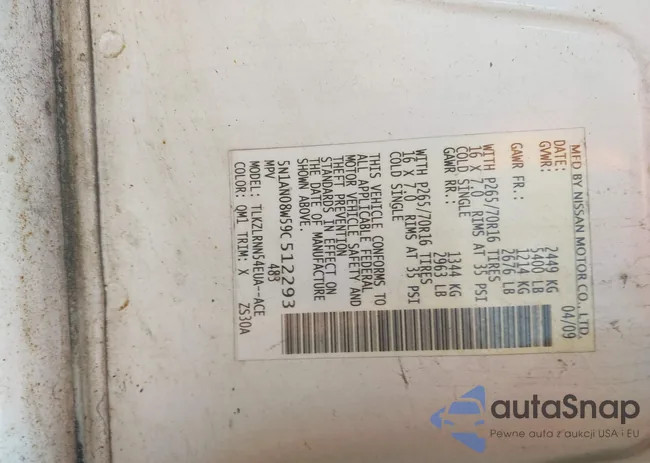 MFD BY NISSAN MOTOR CO., LTD.
DATE: 04/09
GVWR: 2449 KG
5400 LB
GAWR FR: 1214 KG
2676 LB
WITH P265/70R16 TIRES
16 X 7.0 RIMS AT 35 PSI
COLD SINGLE
GAWR RR: 1344 KG
2963 LB
WITH P265/70R16 TIRES
16 X 7.0 RIMS AT 35 PSI
COLD SINGLE
THIS VEHICLE CONFORMS TO
ALL APPLICABLE FEDERAL
MOTOR VEHICLE SAFETY AND
THEFT PREVENTION
STANDARDS IN EFFECT ON
THE DATE OF MANUFACTURE
SHOWN ABOVE.
5N1AN08W59C512293
MPV 483
MODEL: TLKZLRNN54EUA--ACE
COLOR: QM1 TRIM: X ZS30A
autaSnap
Pewne auta z aukcji USA i EU